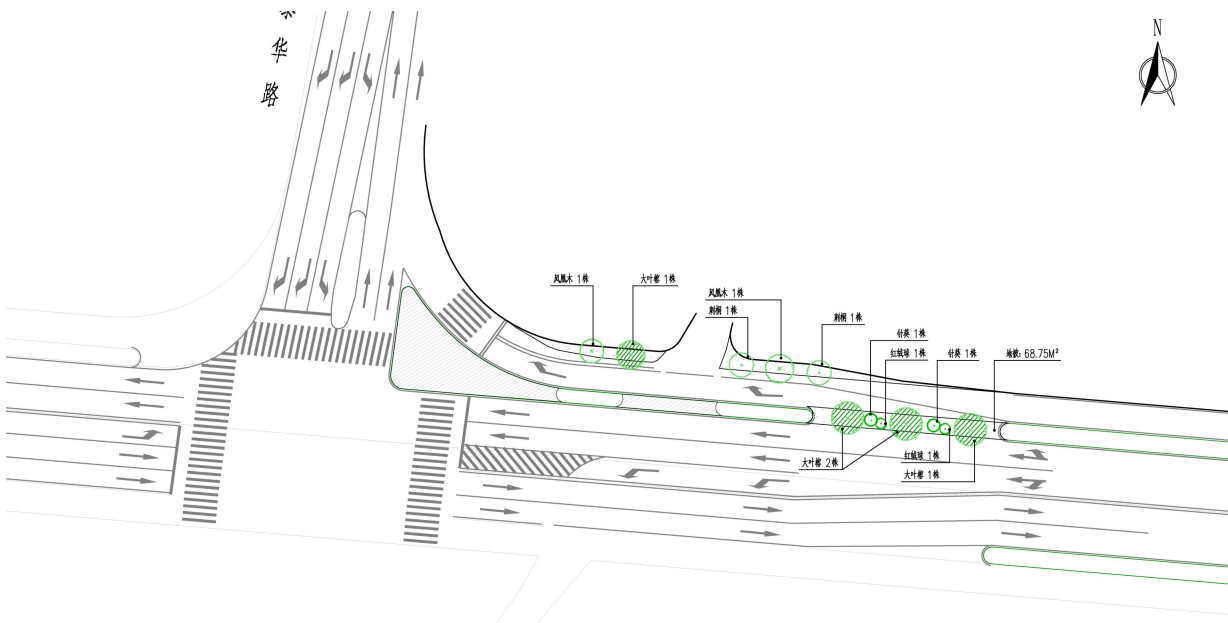 华
路
N
凤凰木 1株
大叶榕 1株
凤凰木 1株
刺桐 1株
刺桐 1株
针葵 1株
红绒球 1株
针葵 1株
地被: 68.75M²
大叶榕 2株
红绒球 1株
大叶榕 1株